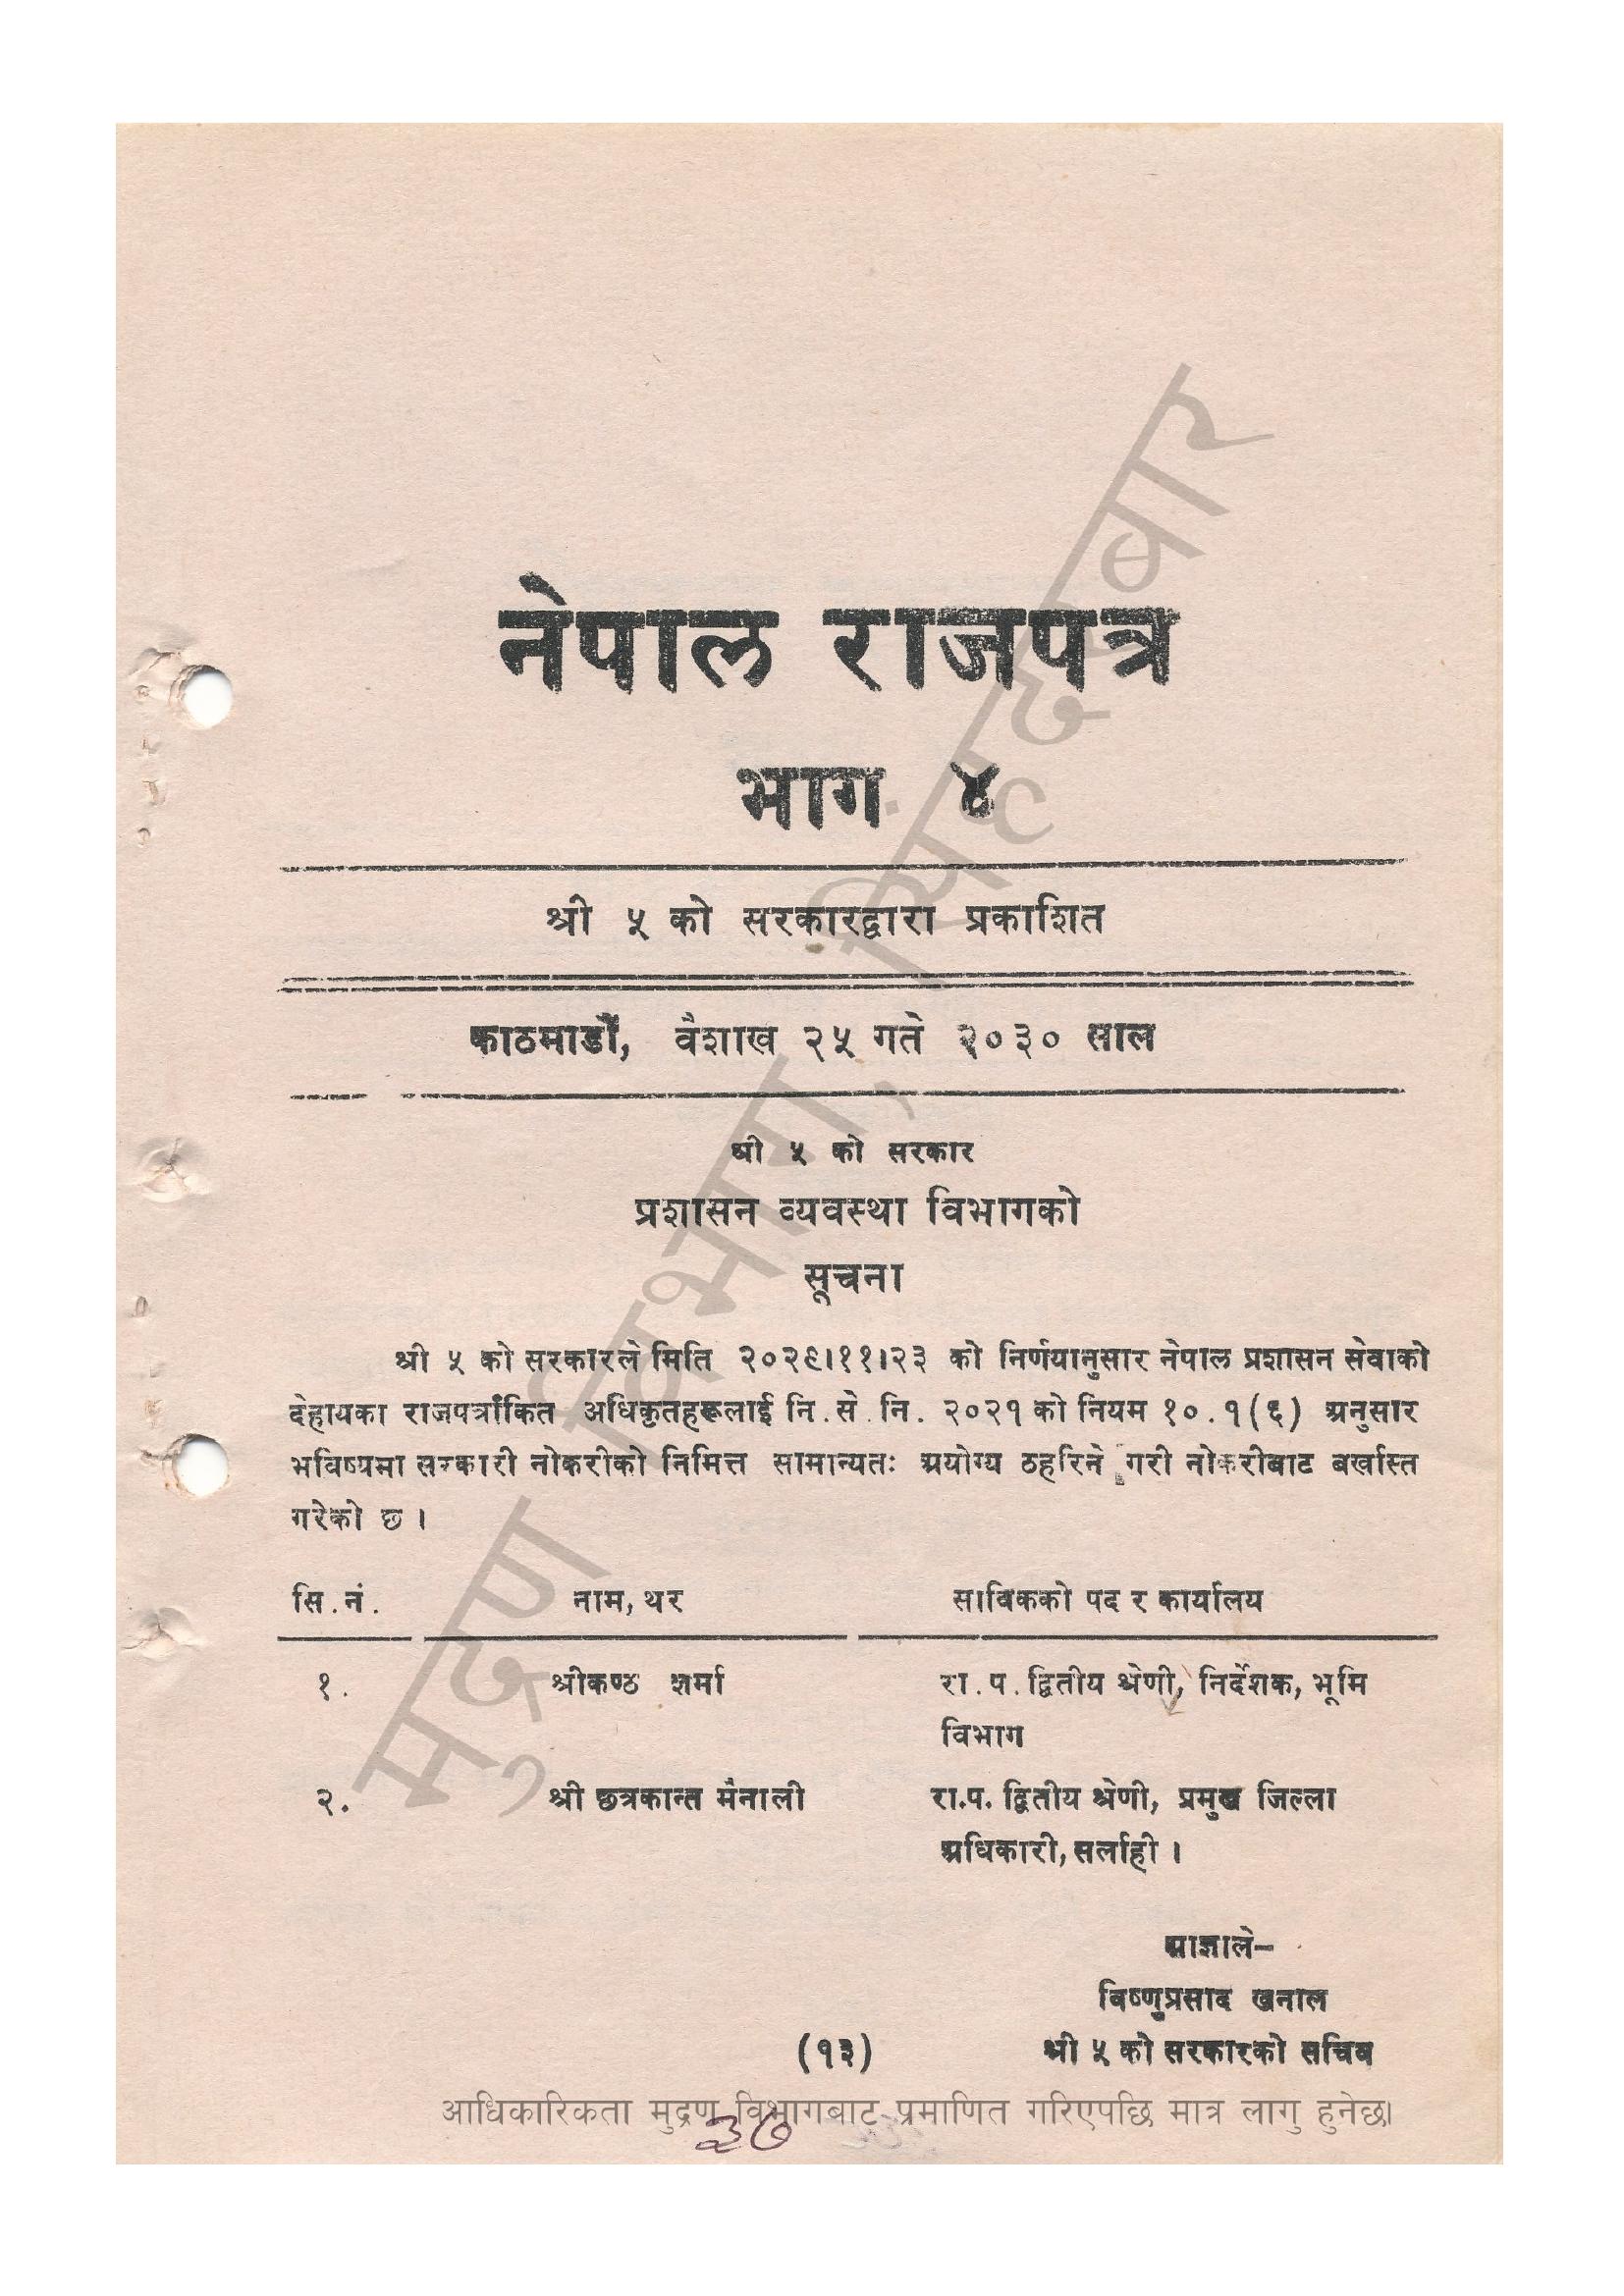 नेपाल राजपत्र
भाग ४
श्री ५ को सरकारद्वारा प्रकाशित
काठमाडौं, वैशाख २५ गते २०३० साल
श्री ५ को सरकार
प्रशासन व्यवस्था विभागको
सूचना
श्री ५ को सरकारले मिति २०२९।११।२३ को निर्णयानुसार नेपाल प्रशासन सेवाको
देहायका राजपत्रांकित अधिकृतहरूलाई नि.से.नि. २०२१ को नियम १०.१(६) अनुसार
भविष्यमा सरकारी नोकरीको निमित्त सामान्यतः अयोग्य ठहरिने गरी नोकरीबाट बर्खास्त
गरेको छ ।
सि.नं. नाम, थर साविकको पद र कार्यालय
१. श्रीकण्ठ शर्मा रा.प.द्वितीय श्रेणी, निर्देशक, भूमि
विभाग
२. श्री छत्रकान्त मैनाली रा.प. द्वितीय श्रेणी, प्रमुख जिल्ला
अधिकारी, सर्लाही ।
आज्ञाले–
विष्णुप्रसाद खनाल
(१३) श्री ५ को सरकारको सचिव
आधिकारिकता मुद्रण विभागबाट प्रमाणित गरिएपछि मात्र लागु हुनेछ।
३७
मुद्रण विभाग, सिंहदरबार